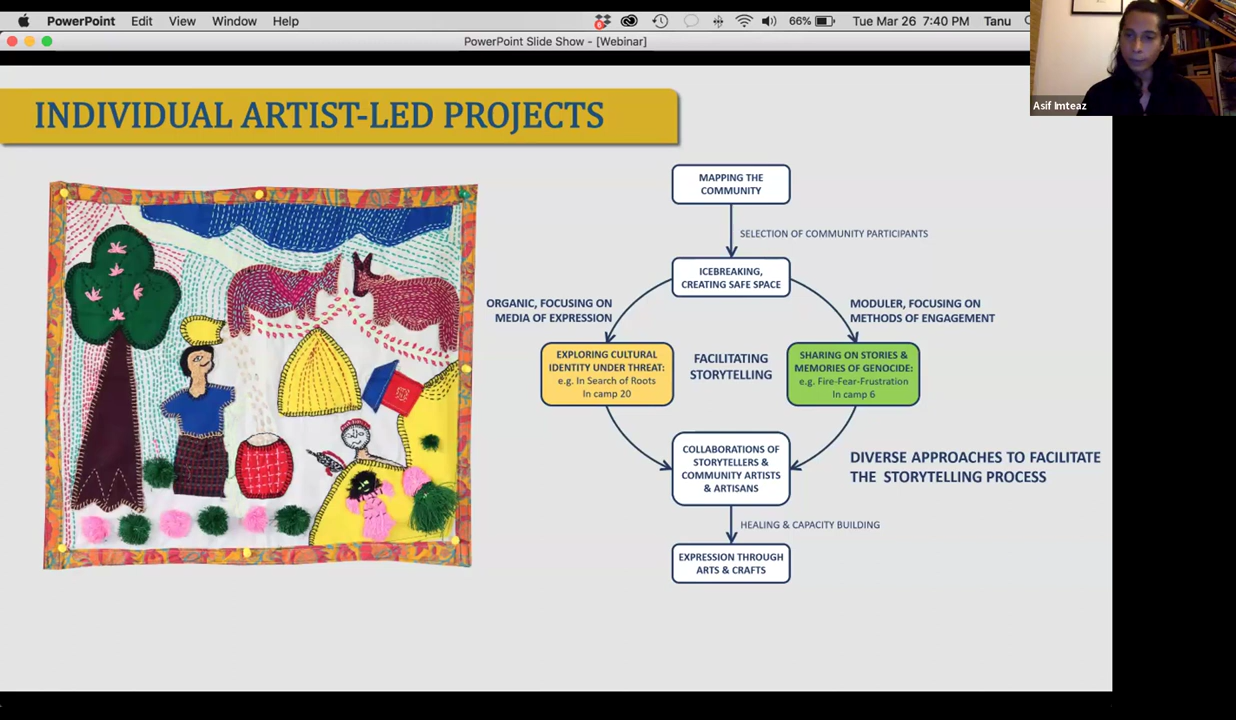 PowerPoint Edit View Window Help
66% Tue Mar 26 7:40 PM Tanu
PowerPoint Slide Show - [Webinar]
Asif Imteaz
INDIVIDUAL ARTIST-LED PROJECTS
MAPPING THE
COMMUNITY
SELECTION OF COMMUNITY PARTICIPANTS
ICEBREAKING,
CREATING SAFE SPACE
ORGANIC, FOCUSING ON
MEDIA OF EXPRESSION
MODULER, FOCUSING ON
METHODS OF ENGAGEMENT
EXPLORING CULTURAL
IDENTITY UNDER THREAT:
e.g. In Search of Roots
In camp 20
FACILITATING
STORYTELLING
SHARING ON STORIES &
MEMORIES OF GENOCIDE:
e.g. Fire-Fear-Frustration
In camp 6
COLLABORATIONS OF
STORYTELLERS &
COMMUNITY ARTISTS
& ARTISANS
DIVERSE APPROACHES TO FACILITATE
THE STORYTELLING PROCESS
HEALING & CAPACITY BUILDING
EXPRESSION THROUGH
ARTS & CRAFTS